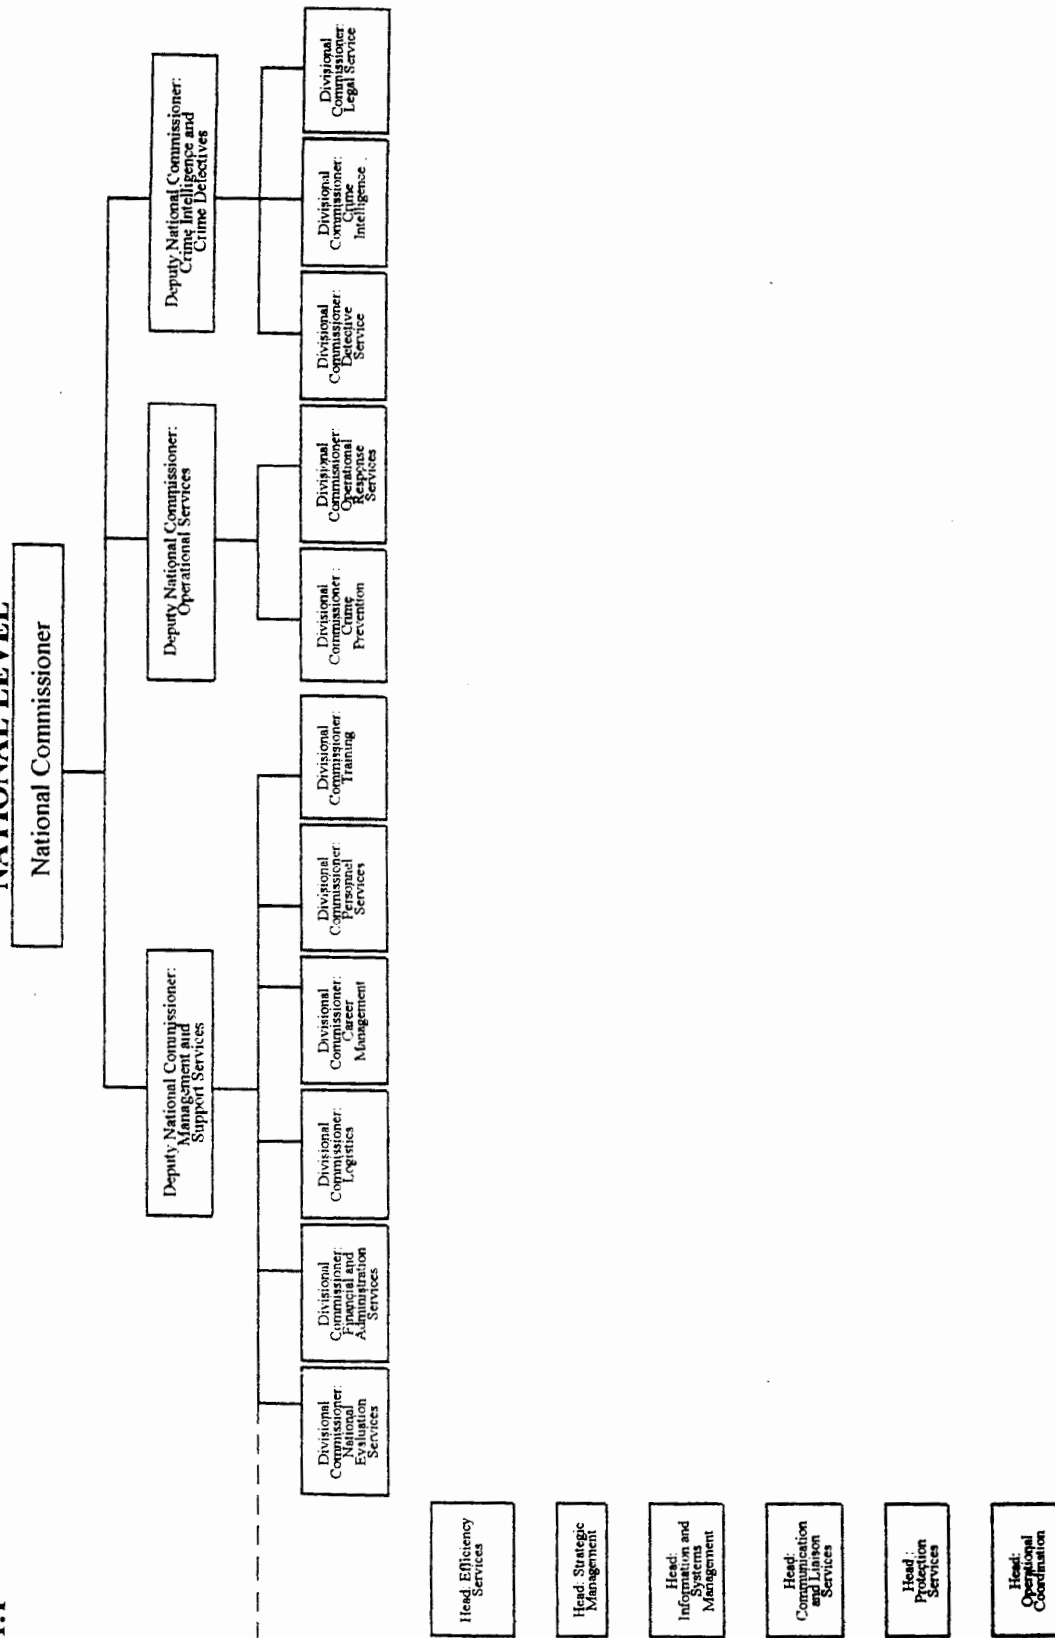 NATIONAL LEVEL
National Commissioner
Deputy National Commissioner:
Management and
Support Services
Deputy National Commissioner:
Operational Services
Deputy National Commissioner:
Crime Intelligence and
Crime Detectives
Divisional
Commissioner:
National
Evaluation
Services
Divisional
Commissioner:
Financial and
Administration
Services
Divisional
Commissioner:
Logistics
Divisional
Commissioner:
Career
Management
Divisional
Commissioner:
Personnel
Services
Divisional
Commissioner:
Training
Divisional
Commissioner :
Crime
Prevention
Divisional
Commissioner:
Operational
Response
Services
Divisional
Commissioner:
Detective
Service
Divisional
Commissioner:
Crime
Intelligence
Divisional
Commissioner:
Legal Service
Head: Efficiency
Services
Head: Strategic
Management
Head:
Information and
Systems
Management
Head:
Communication
and Liaison
Services
Head :
Protection
Services
Head:
Operational
Coordination